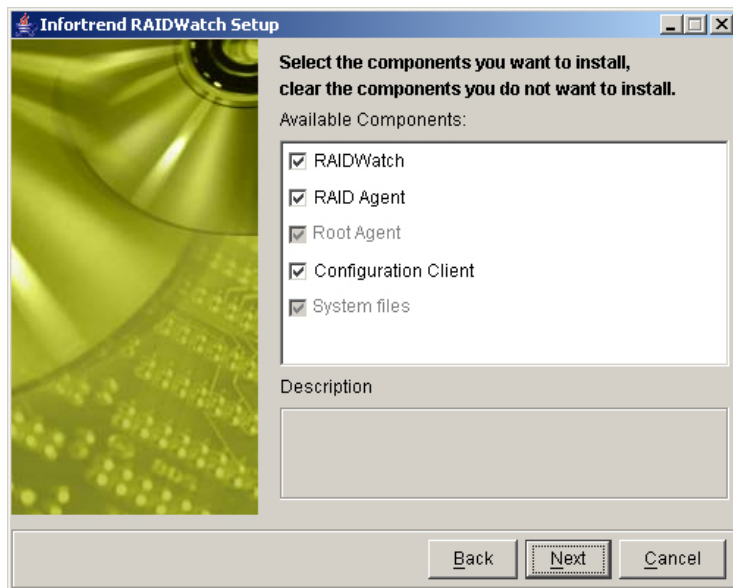 Infortrend RAIDWatch Setup
Select the components you want to install,
clear the components you do not want to install.
Available Components:
RAIDWatch
RAID Agent
Root Agent
Configuration Client
System files
Description
Back
Next
Cancel